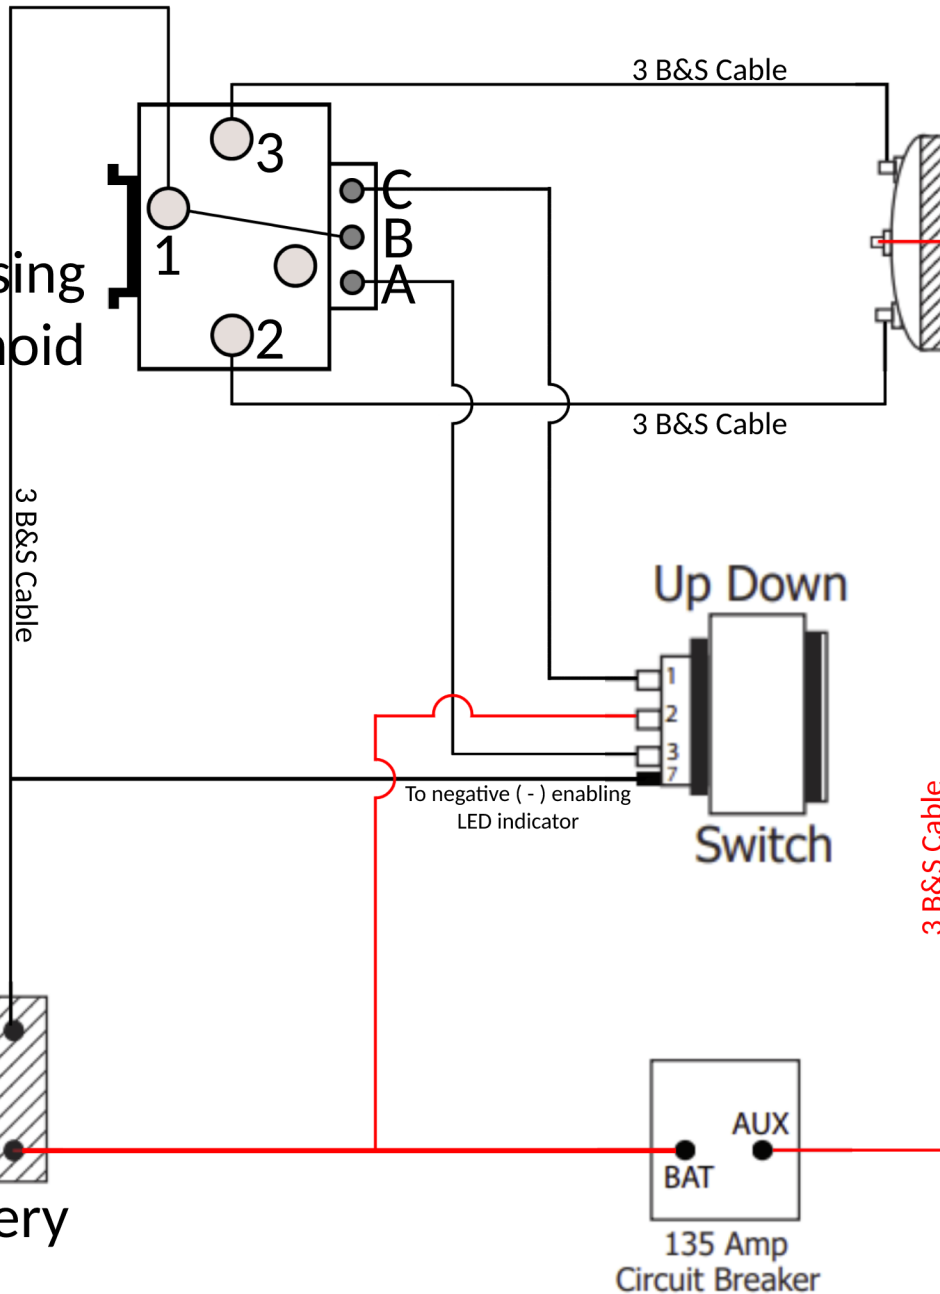 3 B&S Cable
3
C
B
1
A
sing
noid
2
3 B&S Cable
3 B&S Cable
Up Down
1
2
3
7
To negative ( - ) enabling
LED indicator
Switch
3 B&S Cable
AUX
BAT
ery
135 Amp
Circuit Breaker